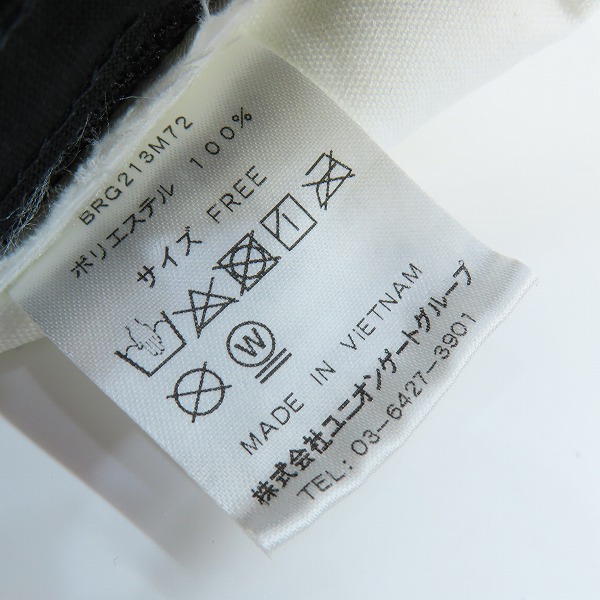 BRG213M72
ポリエステル 100%
サイズ FREE
W
MADE IN ViETNAM
株式会社ユニオンゲートグループ
TEL: 03-6427-3901